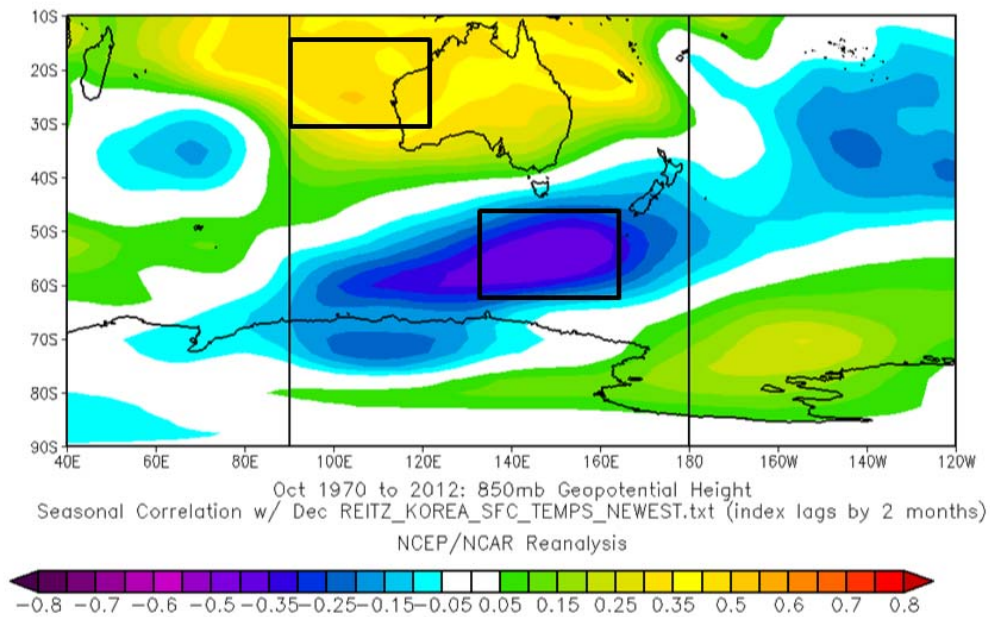 10S
20S
30S
40S
50S
60S
70S
80S
90S
40E 60E 80E 100E 120E 140E 160E 180 160W 140W 120W
Oct 1970 to 2012: 850mb Geopotential Height
Seasonal Correlation w/ Dec REITZ_KOREA_SFC_TEMPS_NEWEST.txt (index lags by 2 months)
NCEP/NCAR Reanalysis
-0.8 -0.7 -0.6 -0.5 -0.35 -0.25 -0.15 -0.05 0.05 0.15 0.25 0.35 0.5 0.6 0.7 0.8